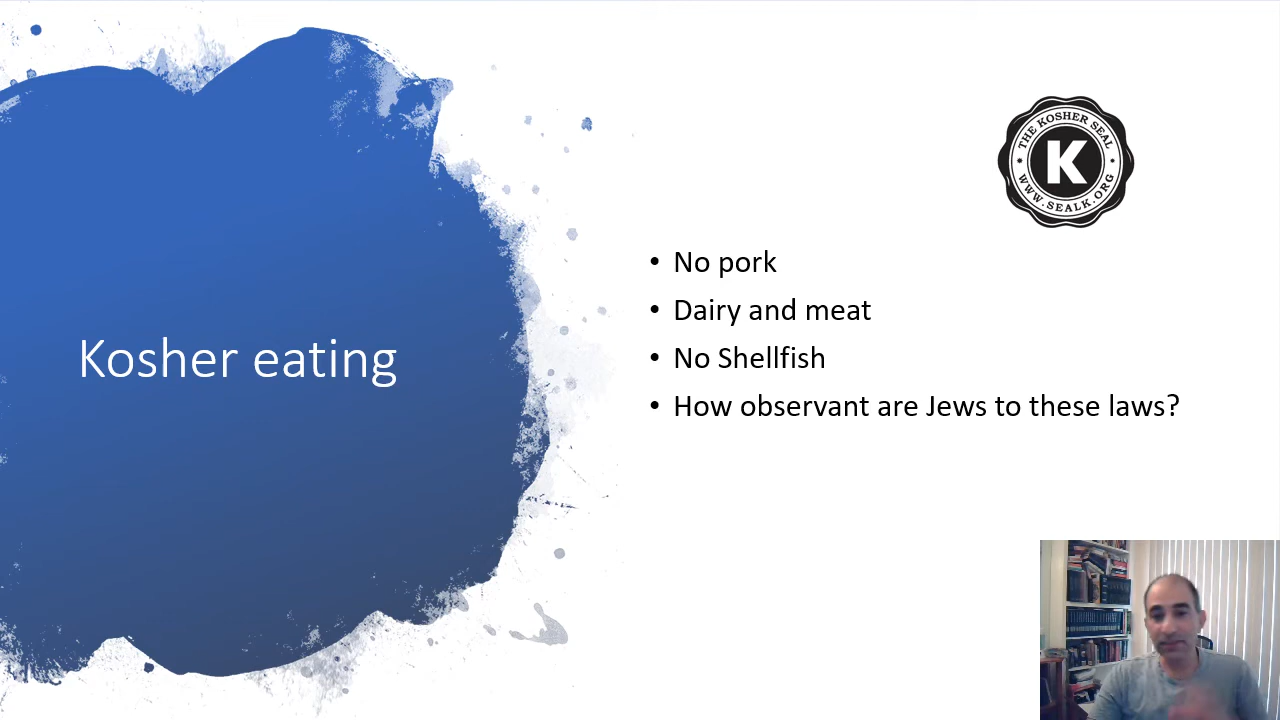 THE KOSHER SEAL
K
WWW.SEALK.ORG
• No pork
• Dairy and meat
• No Shellfish
• How observant are Jews to these laws?
Kosher eating